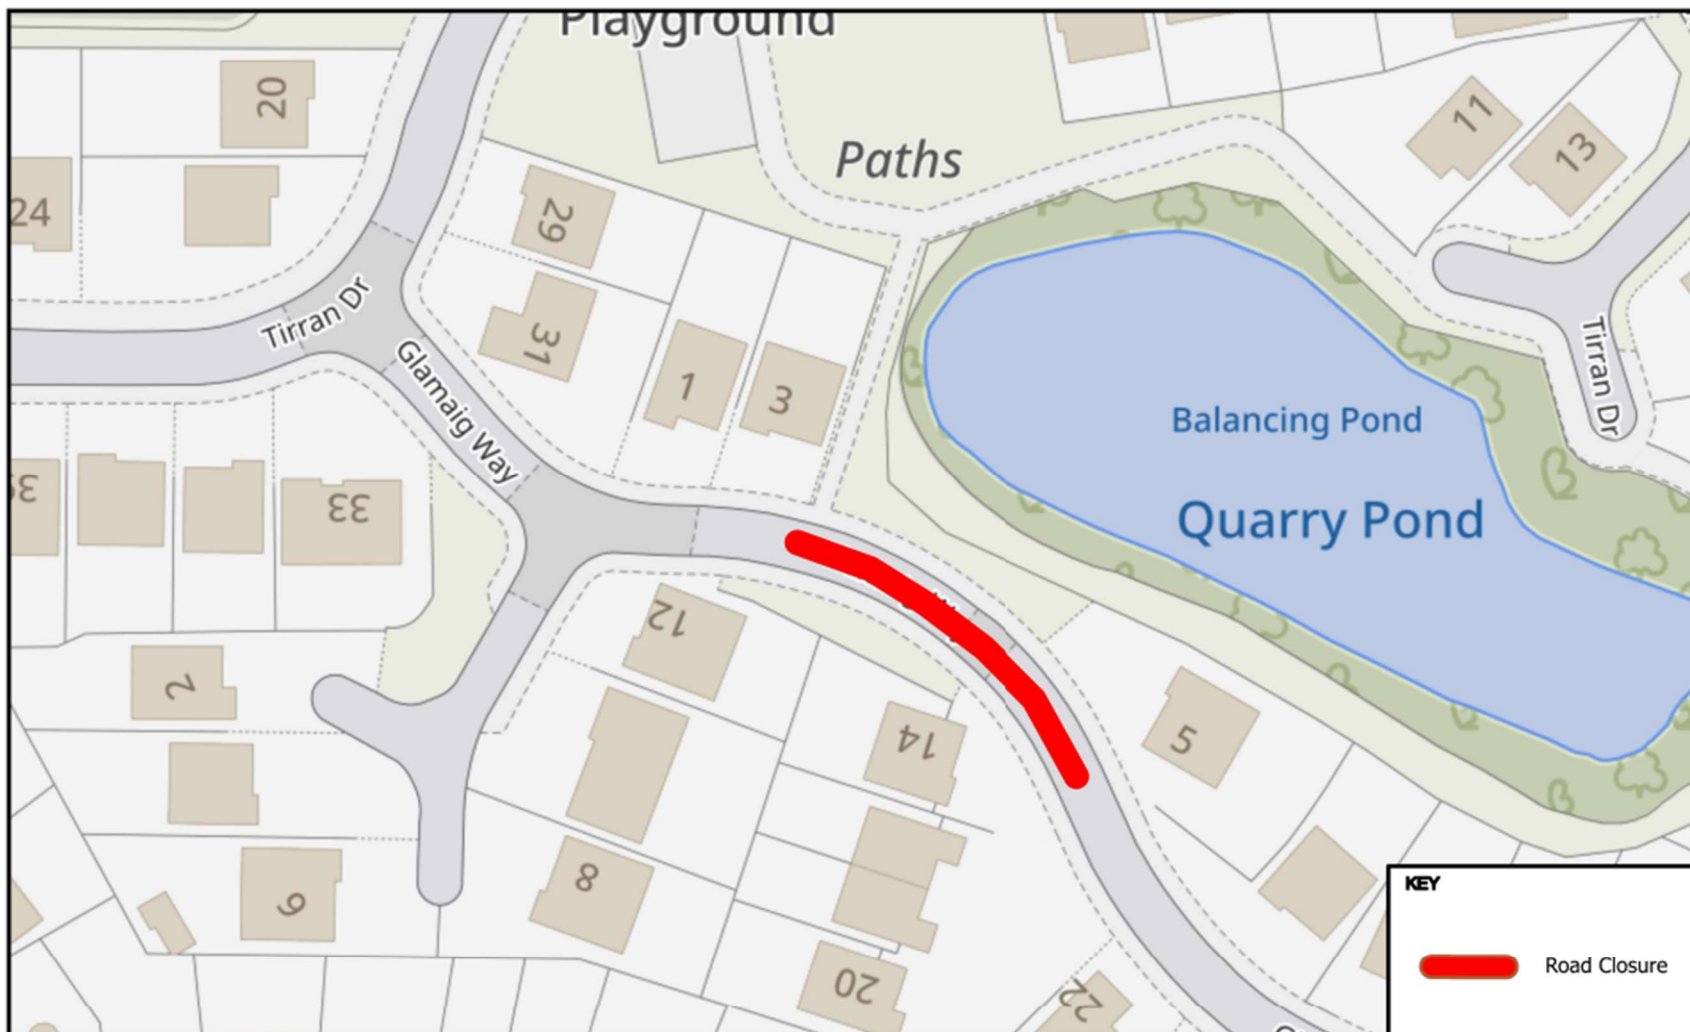 Playground
20
Paths
11
13
24
29
Tirran Dr
31
Glamaig Way
1
3
Tirran Dr
Balancing Pond
Quarry Pond
33
12
2
14
5
8
6
20
22
KEY
Road Closure